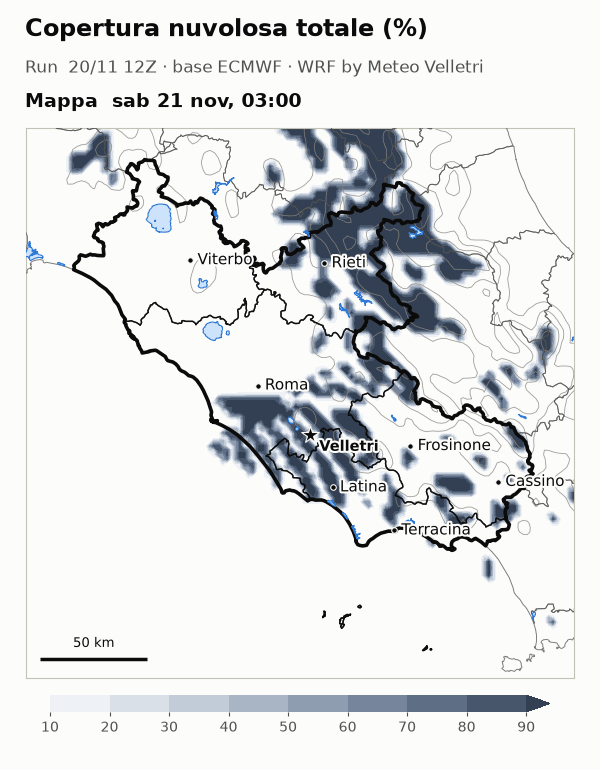 Copertura nuvolosa totale (%)
Run  20/11 12Z · base ECMWF · WRF by Meteo Velletri
Mappa  sab 21 nov, 03:00
Viterbo
Rieti
Roma
Velletri
Frosinone
Latina
Cassino
Terracina
50 km
10 20 30 40 50 60 70 80 90